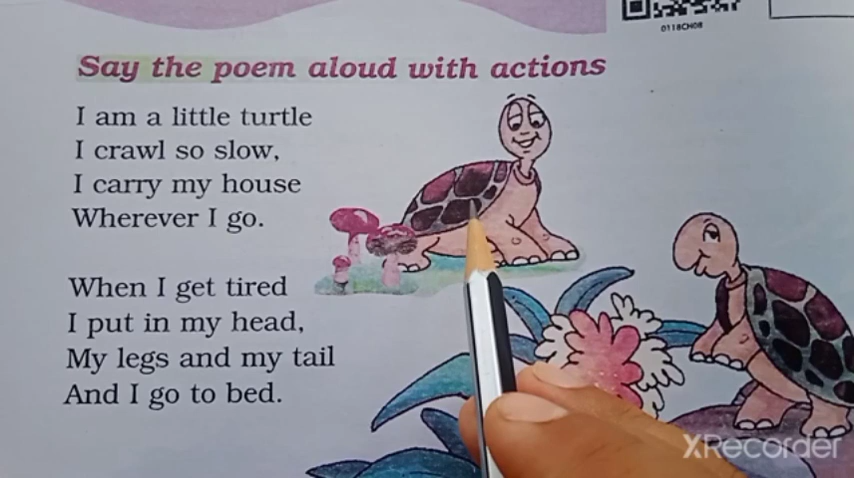 0118CH08
Say the poem aloud with actions
I am a little turtle
I crawl so slow,
I carry my house
Wherever I go.
When I get tired
I put in my head,
My legs and my tail
And I go to bed.
XRecorder